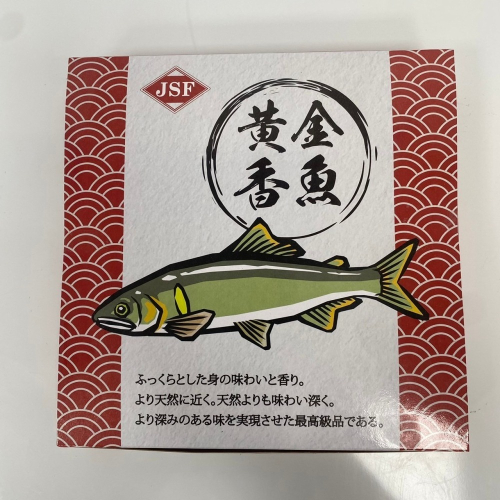 JSF
黄金
香魚
ふっくらとした身の味わいと香り。
より天然に近く。天然よりも味わい深く。
より深みのある味を実現させた最高級品である。